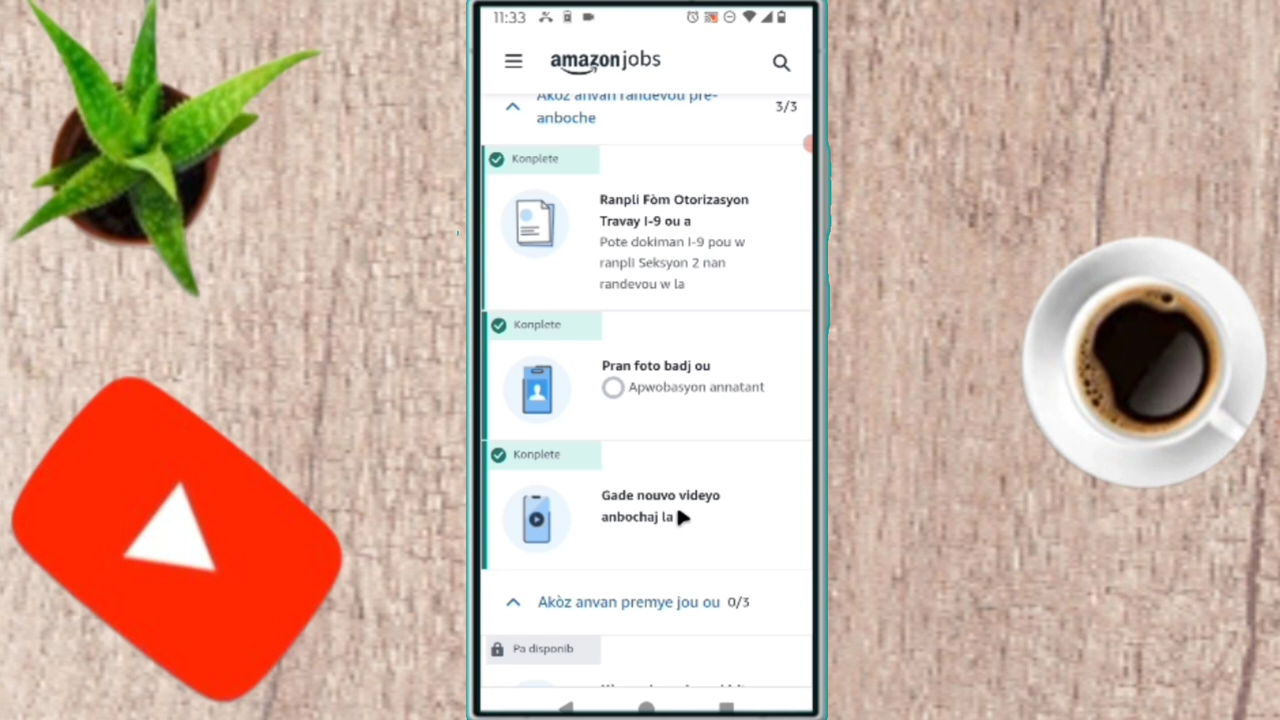 11:33
amazon jobs
Akòz anvan randevou pre-
anboche
3/3
Konplete
Ranpli Fòm Otorizasyon
Travay I-9 ou a
Pote dokiman I-9 pou w
ranpli Seksyon 2 nan
randevou w la
Konplete
Pran foto badj ou
Apwobasyon annatant
Konplete
Gade nouvo videyo
anbochaj la
Akòz anvan premye jou ou 0/3
Pa disponib